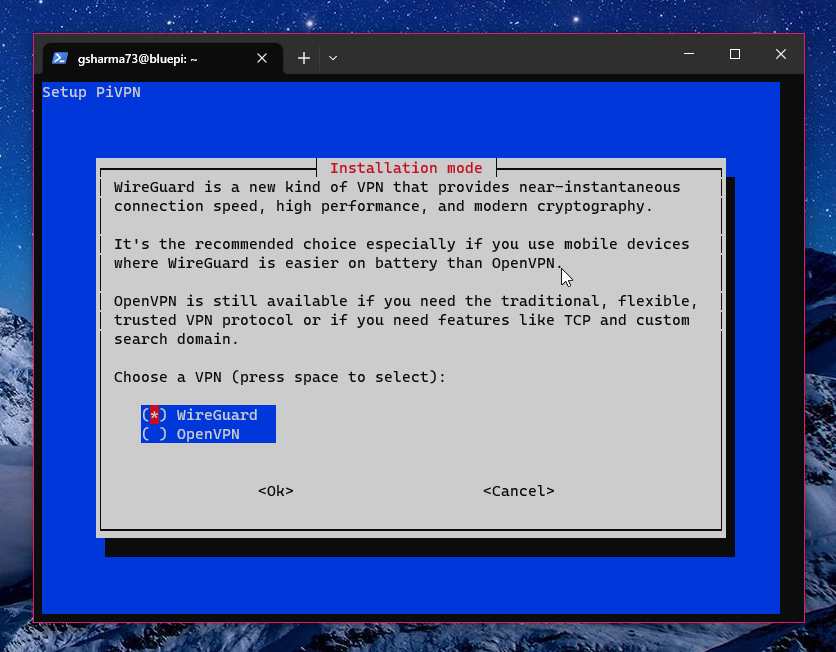 gsharma73@bluepi: ~
Setup PiVPN
Installation mode
WireGuard is a new kind of VPN that provides near-instantaneous
connection speed, high performance, and modern cryptography.
It's the recommended choice especially if you use mobile devices
where WireGuard is easier on battery than OpenVPN.
OpenVPN is still available if you need the traditional, flexible,
trusted VPN protocol or if you need features like TCP and custom
search domain.
Choose a VPN (press space to select):
(*) WireGuard
( ) OpenVPN
<Ok> <Cancel>